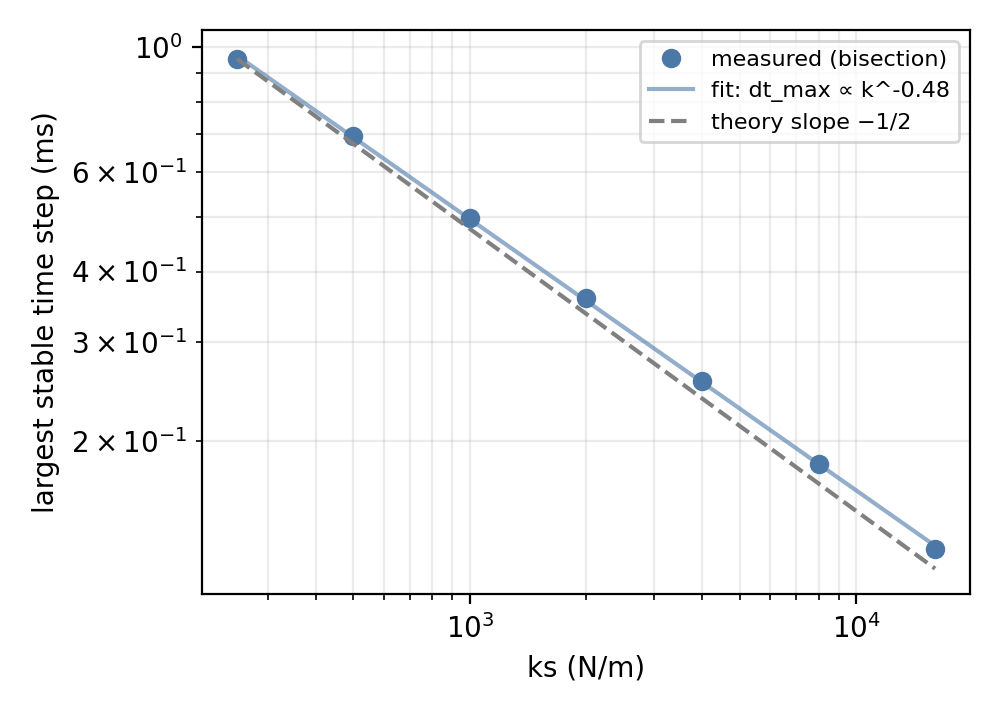 10⁰
6 × 10⁻¹
4 × 10⁻¹
3 × 10⁻¹
2 × 10⁻¹
largest stable time step (ms)
measured (bisection)
fit: dt_max ∝ k^-0.48
theory slope −1/2
10³
10⁴
ks (N/m)